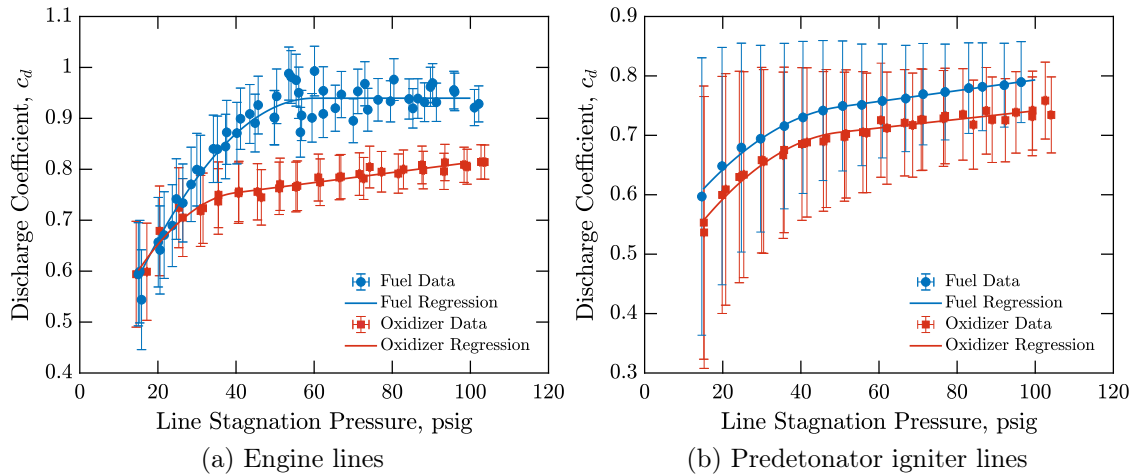 1.1
1
0.9
0.8
0.7
0.6
0.5
0.4
Discharge Coefficient, c_d
0 20 40 60 80 100 120
Line Stagnation Pressure, psig
Fuel Data
Fuel Regression
Oxidizer Data
Oxidizer Regression
(a) Engine lines
0.9
0.8
0.7
0.6
0.5
0.4
0.3
Discharge Coefficient, c_d
0 20 40 60 80 100 120
Line Stagnation Pressure, psig
Fuel Data
Fuel Regression
Oxidizer Data
Oxidizer Regression
(b) Predetonator igniter lines